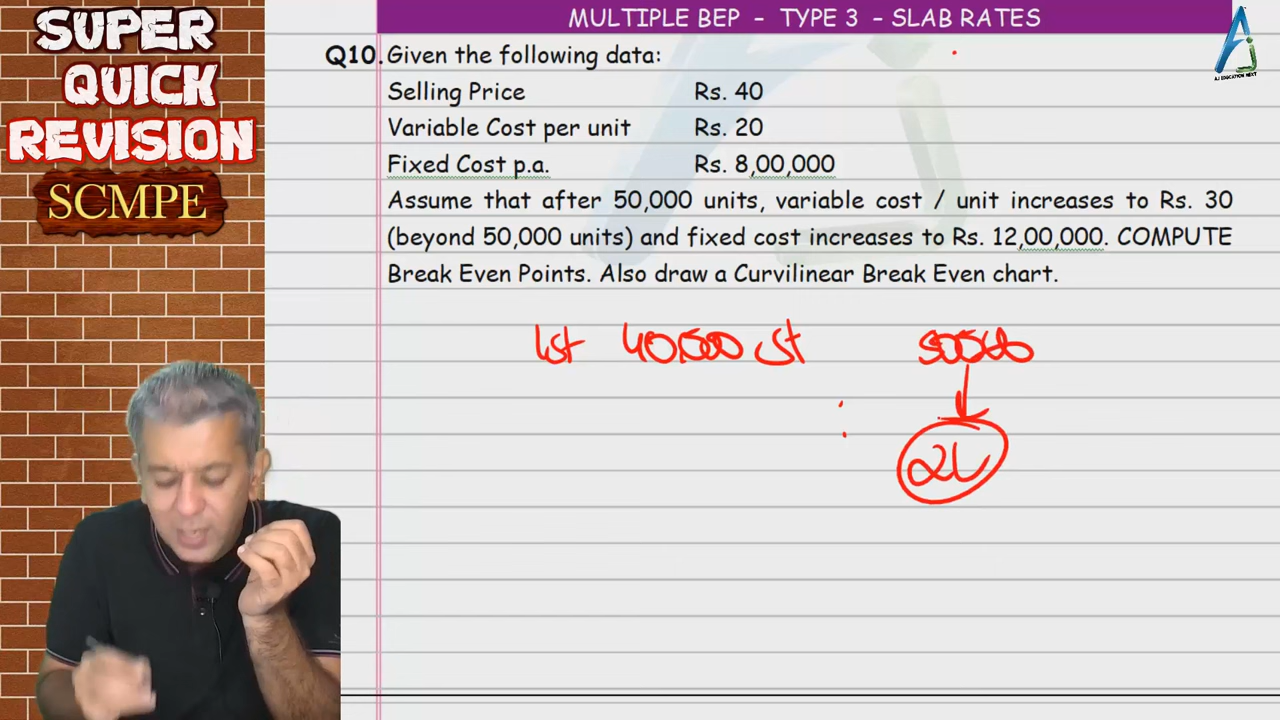 SUPER
QUICK
REVISION
SCMPE
MULTIPLE BEP – TYPE 3 – SLAB RATES
AJ EDUCATION NEXT
Q10. Given the following data:
Selling Price Rs. 40
Variable Cost per unit Rs. 20
Fixed Cost p.a. Rs. 8,00,000
Assume that after 50,000 units, variable cost / unit increases to Rs. 30
(beyond 50,000 units) and fixed cost increases to Rs. 12,00,000. COMPUTE
Break Even Points. Also draw a Curvilinear Break Even chart.
1st 40,000 st
2L